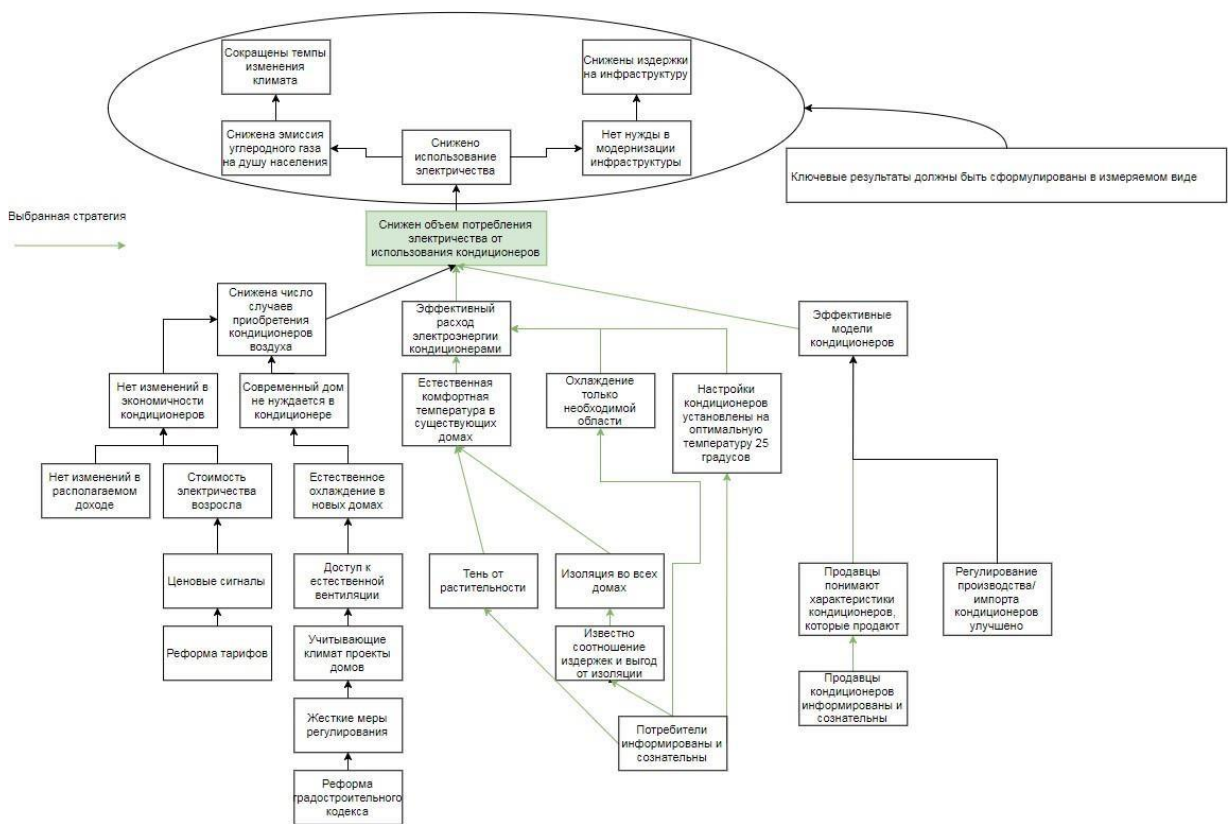 Сокращены темпы
изменения
климата
Снижены издержки
на инфраструктуру
Снижена эмиссия
углеродного газа
на душу населения
Снижено
использование
электричества
Нет нужды в
модернизации
инфраструктуры
Ключевые результаты должны быть сформулированы в измеряемом виде
Выбранная стратегия
Снижен объем потребления
электричества от
использования кондиционеров
Снижена число
случаев
приобретения
кондиционеров
воздуха
Эффективный
расход
электроэнергии
кондиционерами
Эффективные
модели
кондиционеров
Нет изменений в
экономичности
кондиционеров
Современный дом
не нуждается в
кондиционере
Естественная
комфортная
температура в
существующих
домах
Охлаждение
только
необходимой
области
Настройки
кондиционеров
установлены на
оптимальную
температуру 25
градусов
Нет изменений в
располагаемом
доходе
Стоимость
электричества
возросла
Естественное
охлаждение в
новых домах
Ценовые сигналы
Доступ к
естественной
вентиляции
Тень от
растительности
Изоляция во всех
домах
Продавцы
понимают
характеристики
кондиционеров,
которые продают
Регулирование
производства/
импорта
кондиционеров
улучшено
Реформа тарифов
Учитывающие
климат проекты
домов
Известно
соотношение
издержек и выгод
от изоляции
Продавцы
кондиционеров
информированы и
сознательны
Жесткие меры
регулирования
Потребители
информированы и
сознательны
Реформа
градостроительного
кодекса